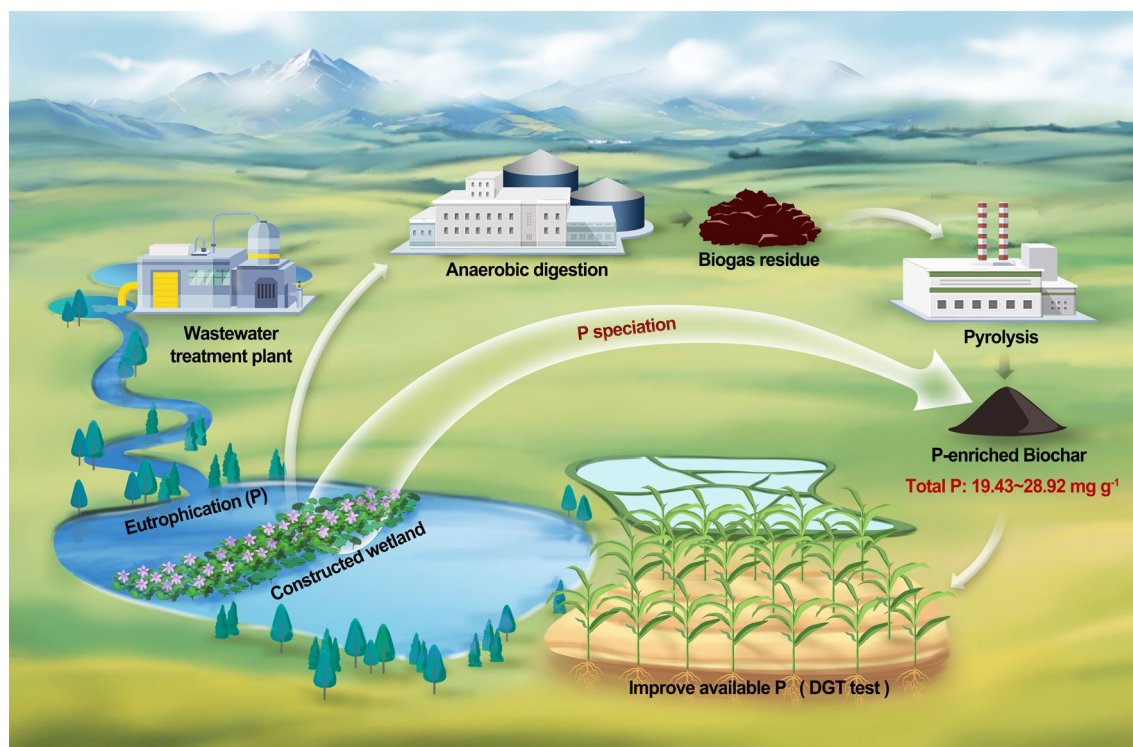 Anaerobic digestion
Biogas residue
Wastewater
treatment plant
P speciation
Pyrolysis
P-enriched Biochar
Total P: 19.43~28.92 mg g⁻¹
Eutrophication (P)
Constructed wetland
Improve available P ( DGT test )